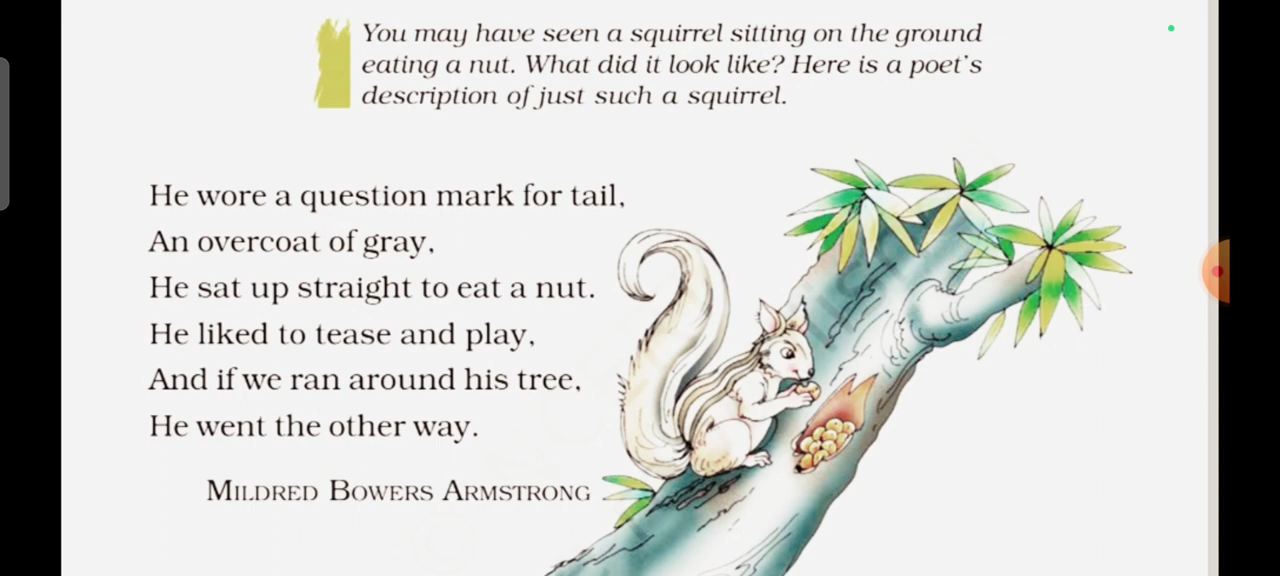 You may have seen a squirrel sitting on the ground
eating a nut. What did it look like? Here is a poet's
description of just such a squirrel.
He wore a question mark for tail,
An overcoat of gray,
He sat up straight to eat a nut.
He liked to tease and play,
And if we ran around his tree,
He went the other way.
MILDRED BOWERS ARMSTRONG